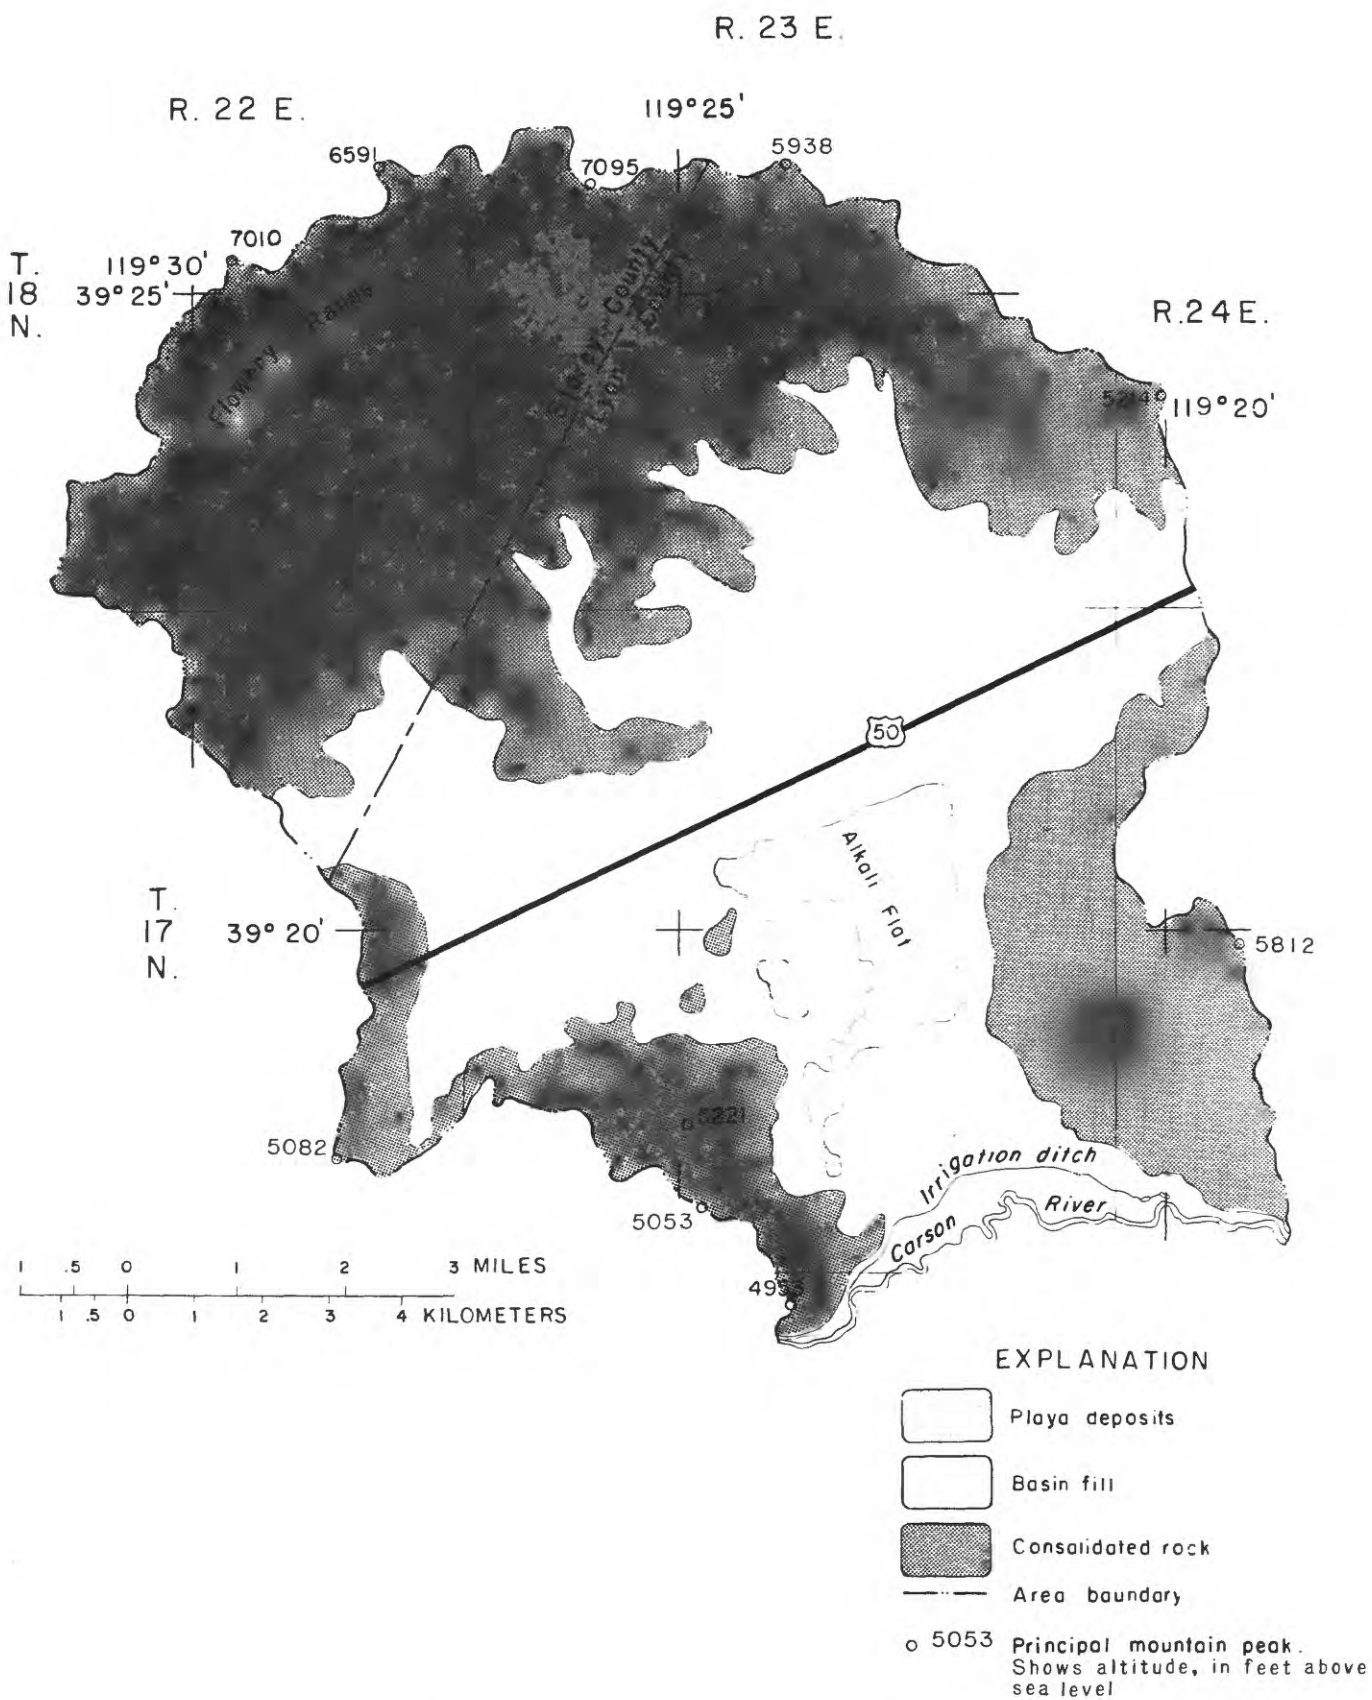 R. 23 E.
R. 22 E.
119°25'
6591
7095
5938
7010
T.
18
N.
119°30'
39°25'
Flowery Range
Storey County
Lyon County
R.24 E.
5214
119°20'
50
Alkali Flat
T.
17
N.
39° 20'
5812
5221
5082
5053
Irrigation ditch
Carson River
1 .5 0 1 2 3 MILES
1 .5 0 1 2 3 4 KILOMETERS
EXPLANATION
Playa deposits
Basin fill
Consalidated rock
Area baundary
5053 Principal mountain peak.
Shows altitude, in feet above
sea level